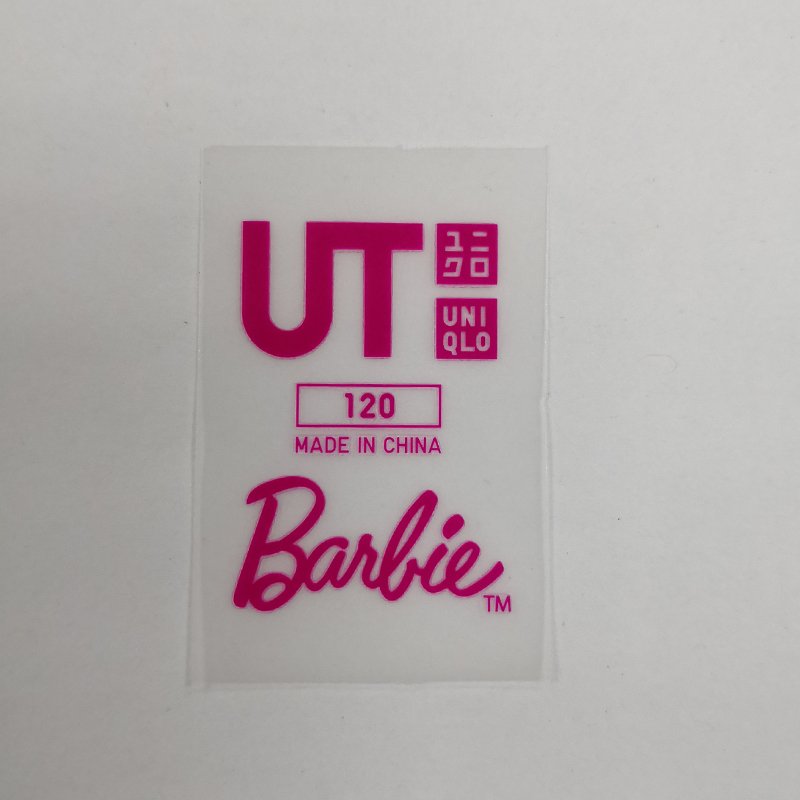 UT
ユニ
クロ
UNI
QLO
120
MADE IN CHINA
Barbie
TM